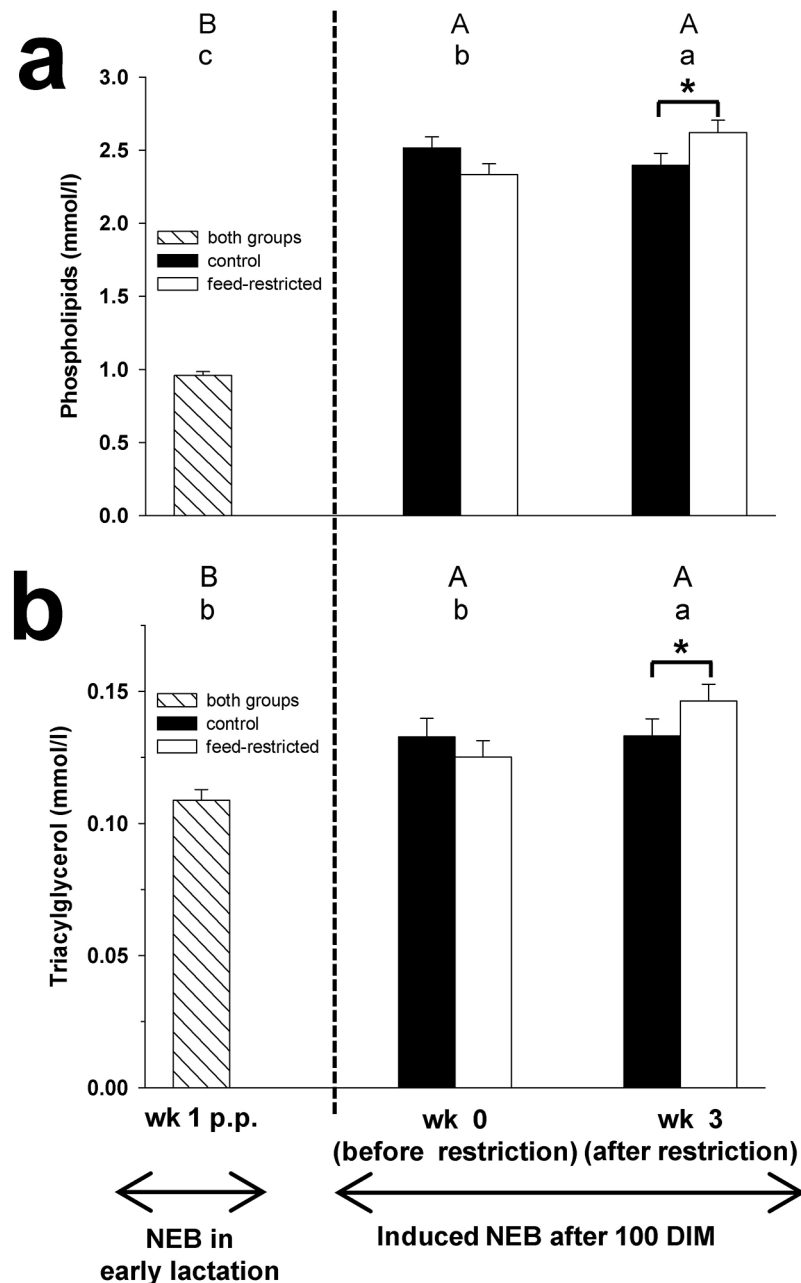 a
B A A
c b a
3.0
2.5
2.0
1.5
1.0
0.5
0.0
Phospholipids (mmol/l)
both groups
control
feed-restricted
*
b
B A A
b b a
0.15
0.10
0.05
0.00
Triacylglycerol (mmol/l)
both groups
control
feed-restricted
*
wk 1 p.p. wk 0 wk 3
(before restriction) (after restriction)
NEB in
early lactation
Induced NEB after 100 DIM